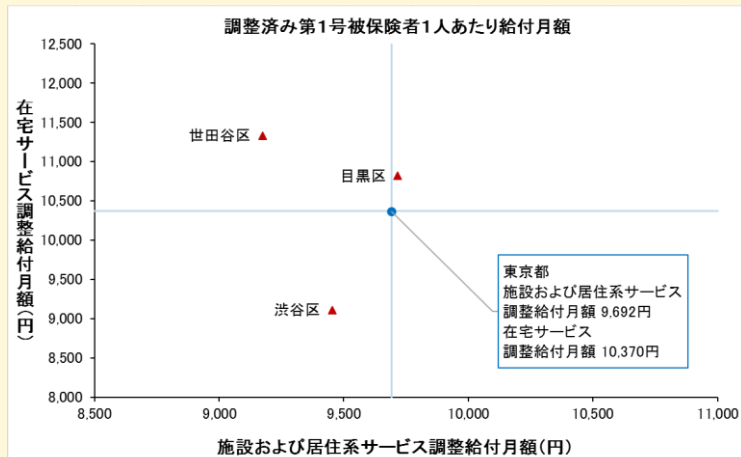 調整済み第1号被保険者1人あたり給付月額
12,500
12,000
11,500
11,000
10,500
10,000
9,500
9,000
8,500
8,000
在宅サービス調整給付月額(円)
世田谷区
目黒区
渋谷区
東京都
施設および居住系サービス
調整給付月額 9,692円
在宅サービス
調整給付月額 10,370円
8,500
9,000
9,500
10,000
10,500
11,000
施設および居住系サービス調整給付月額(円)